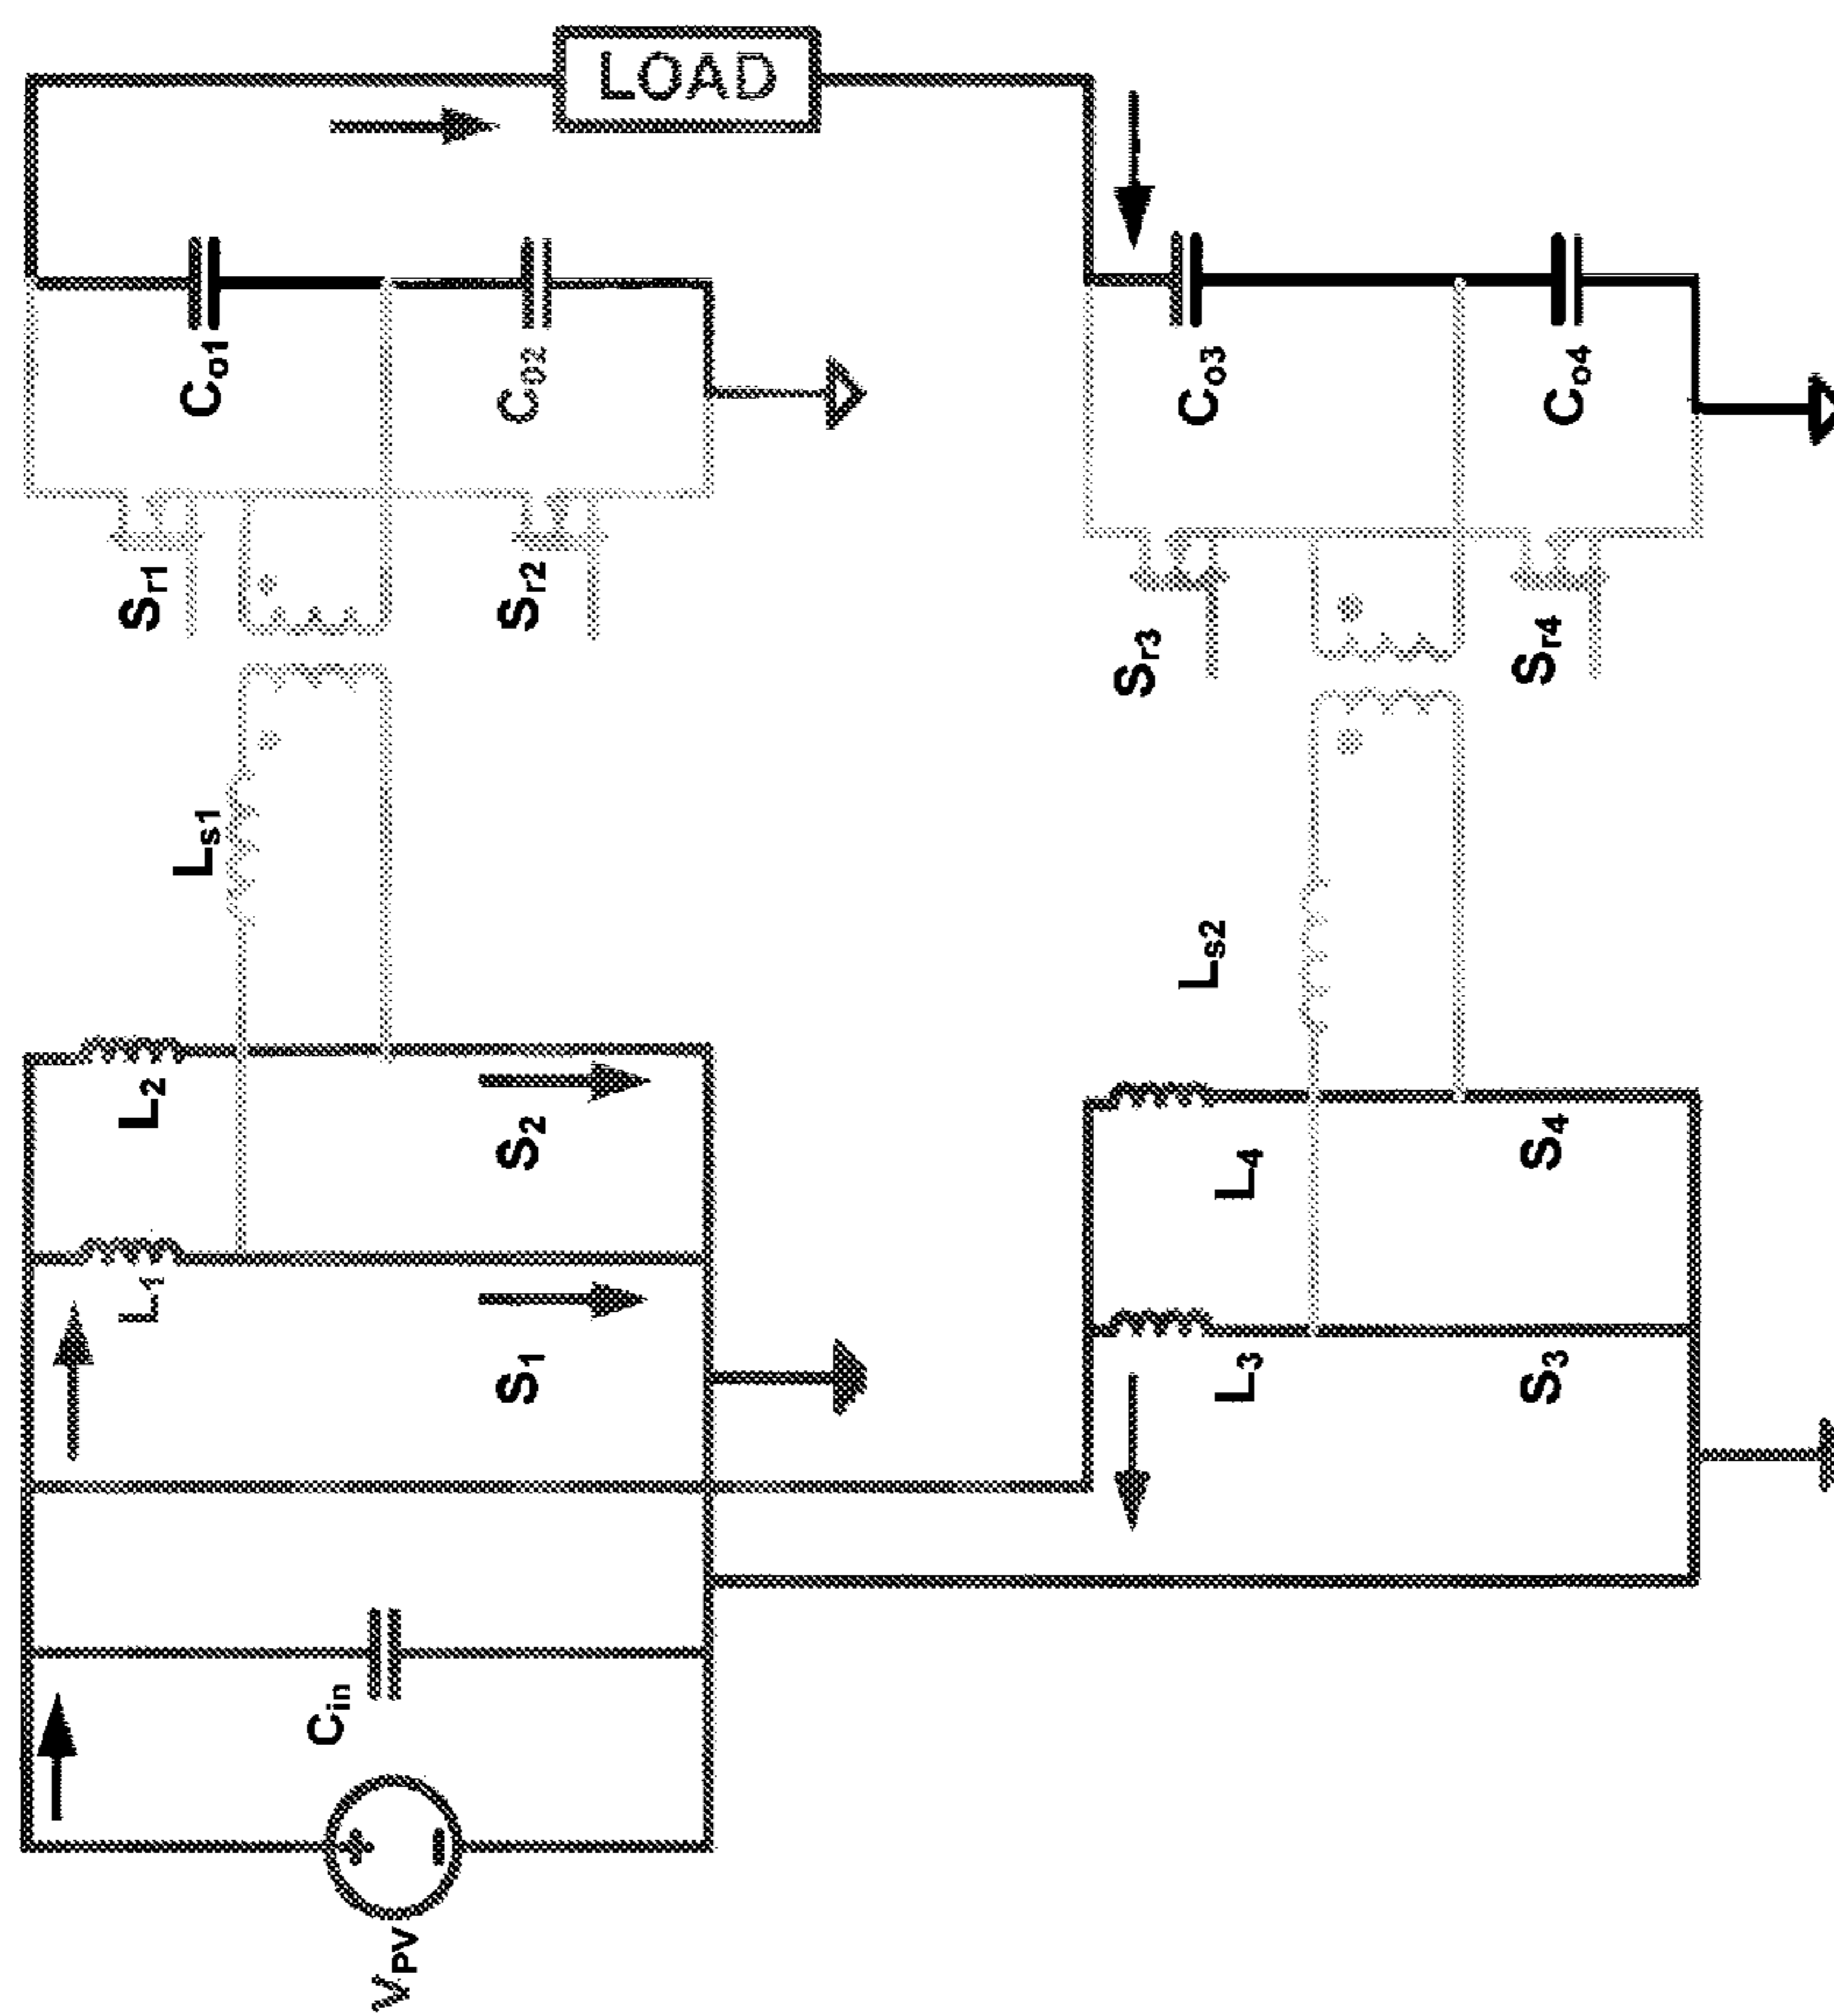 LOAD
Co1
Co2
Co3
Co4
Sr1
Sr2
Sr3
Sr4
Ls1
Ls2
L2
S2
L4
S4
L1
S1
L3
S3
Cin
VPV